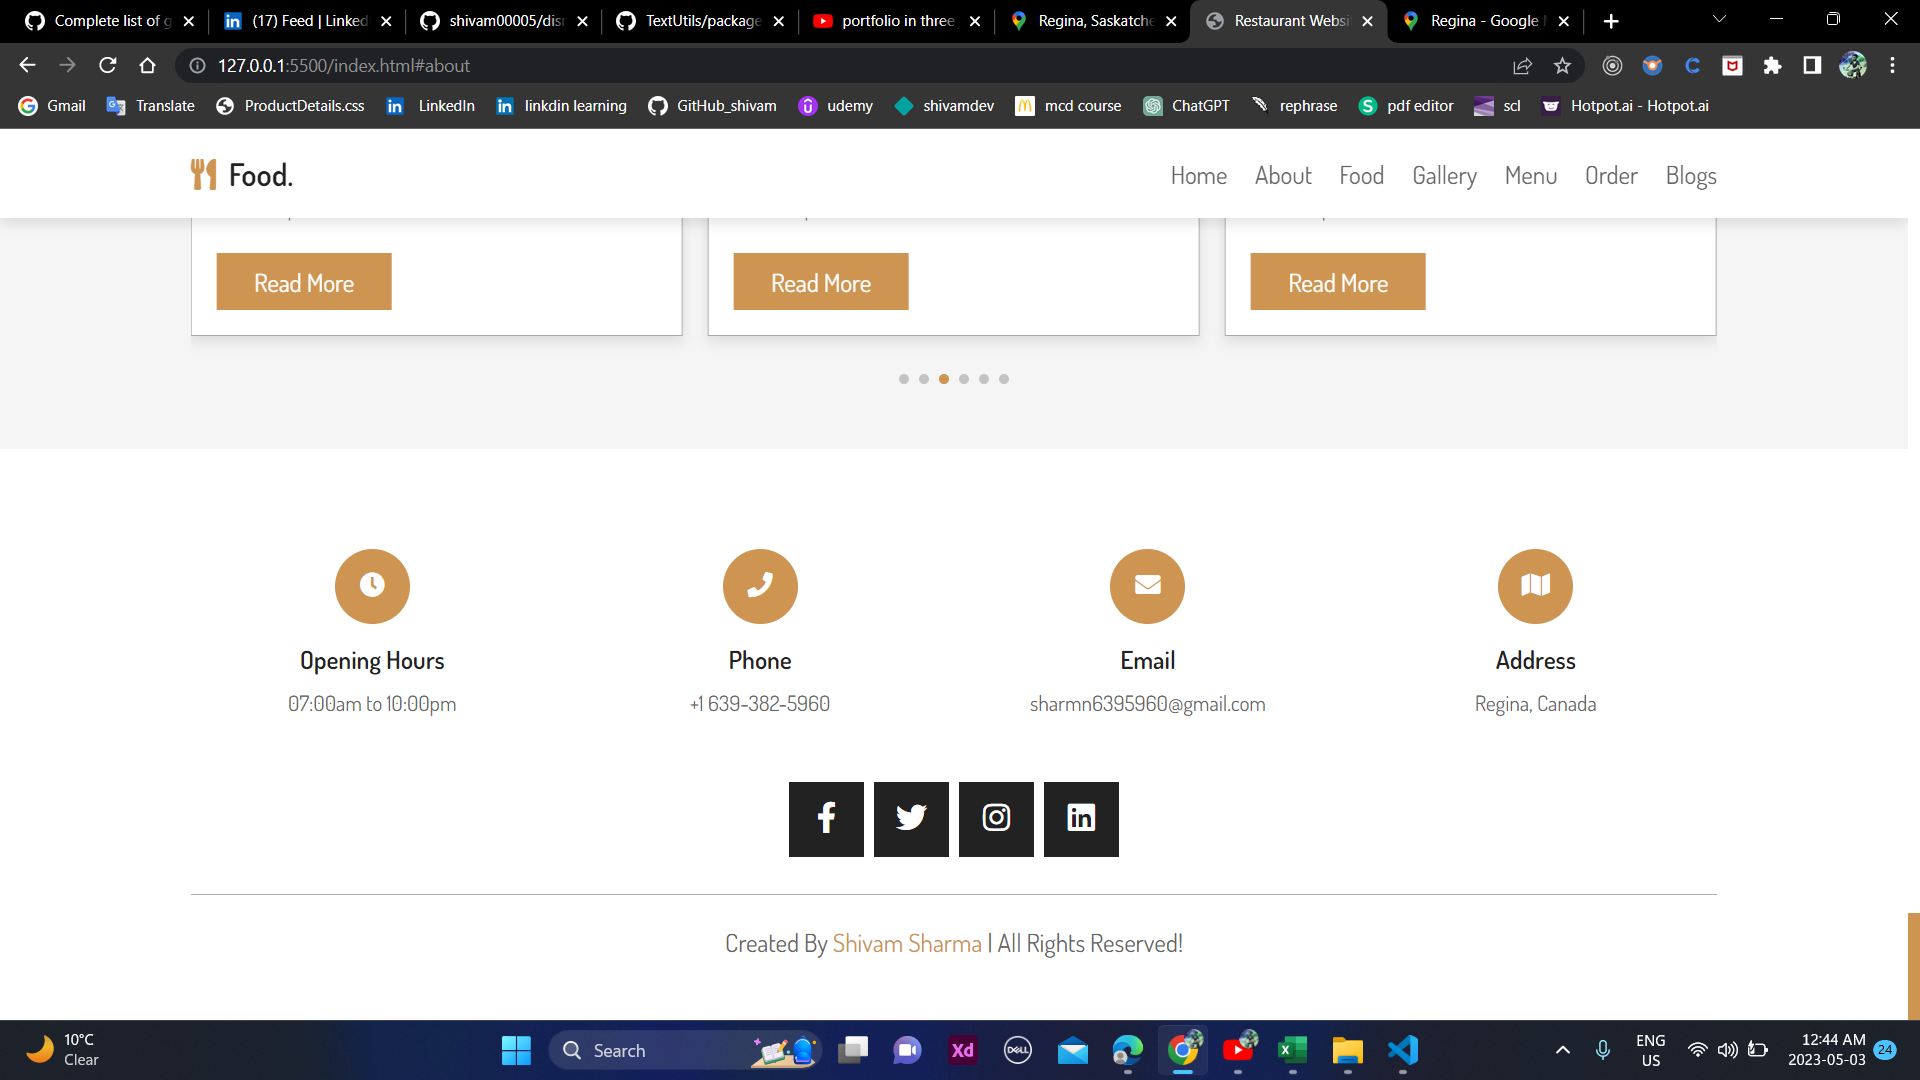 Complete list of g
(17) Feed | Linked
shivam00005/disn
TextUtils/package
portfolio in three
Regina, Saskatche
Restaurant Websi
Regina - Google
127.0.0.1:5500/index.html#about
Gmail
Translate
ProductDetails.css
LinkedIn
linkdin learning
GitHub_shivam
udemy
shivamdev
mcd course
ChatGPT
rephrase
pdf editor
scl
Hotpot.ai - Hotpot.ai
Food.
Home About Food Gallery Menu Order Blogs
Read More
Read More
Read More
Opening Hours
07:00am to 10:00pm
Phone
+1 639-382-5960
Email
sharmn6395960@gmail.com
Address
Regina, Canada
Created By Shivam Sharma | All Rights Reserved!
10°C
Clear
Search
Xd
DELL
ENG
US
12:44 AM
2023-05-03
24